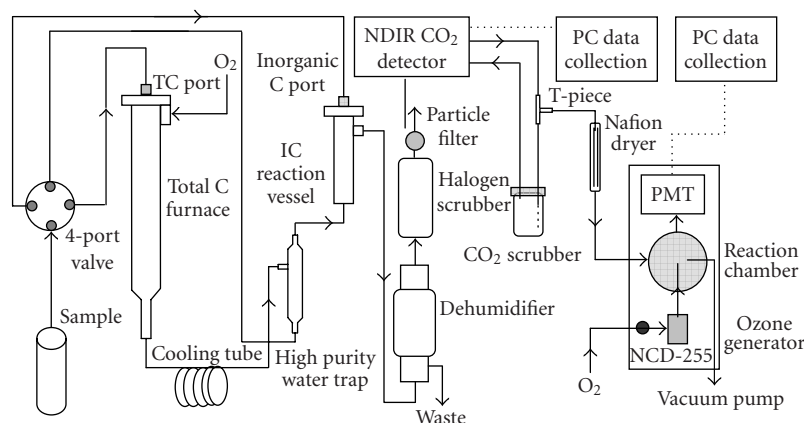 NDIR CO₂
detector
PC data
collection
PC data
collection
TC port
O₂
Inorganic
C port
T-piece
Particle
filter
Nafion
dryer
IC
reaction
vessel
Total C
furnace
Halogen
scrubber
PMT
4-port
valve
CO₂ scrubber
Reaction
chamber
Sample
Dehumidifier
Cooling tube
High purity
water trap
NCD-255
Ozone
generator
O₂
Waste
Vacuum pump